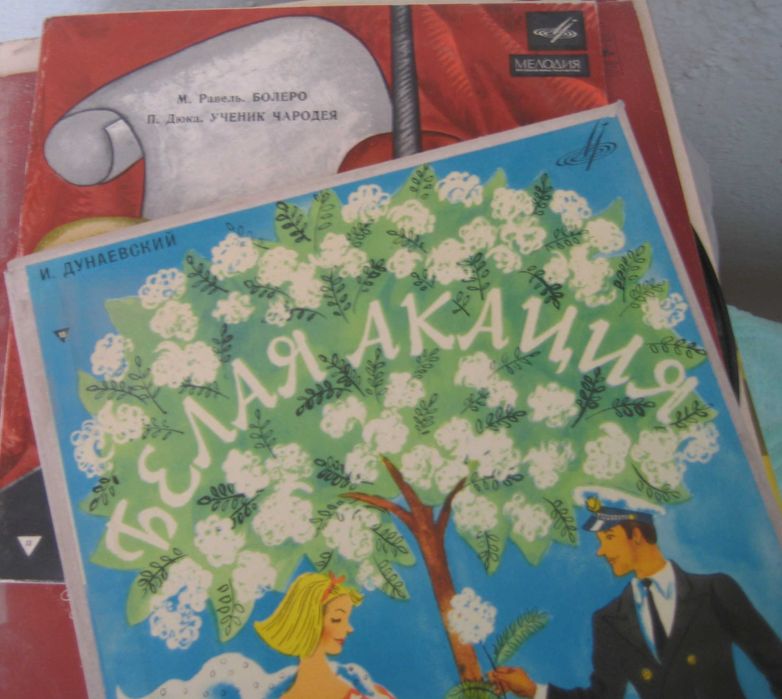 МЕЛОДИЯ
М. Равель. БОЛЕРО
П. Дюка. УЧЕНИК ЧАРОДЕЯ
И. ДУНАЕВСКИЙ
БЕЛАЯ АКАЦИЯ